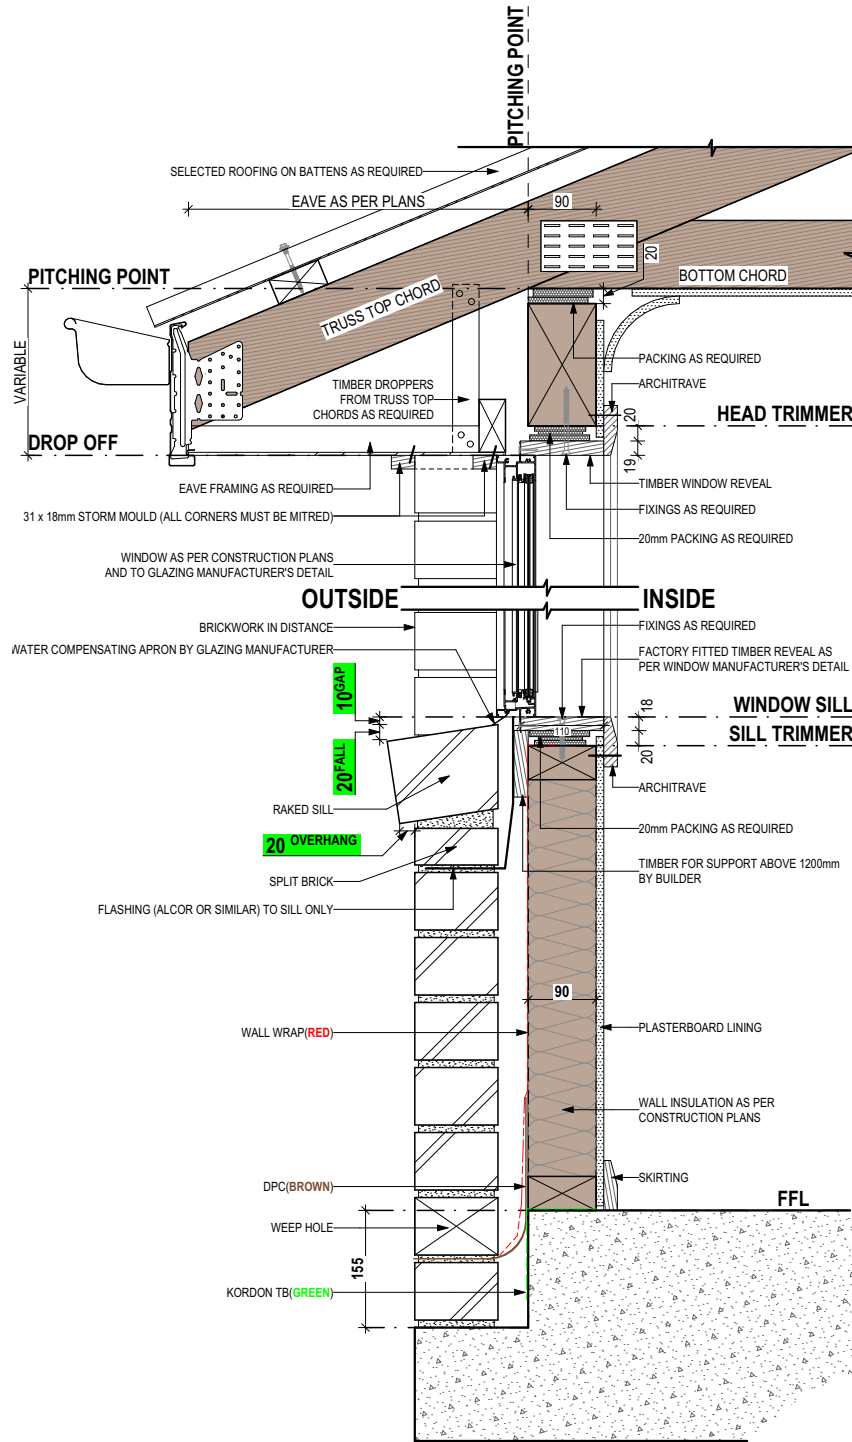 PITCHING POINT
SELECTED ROOFING ON BATTENS AS REQUIRED
EAVE AS PER PLANS
90
20
PITCHING POINT
BOTTOM CHORD
TRUSS TOP CHORD
VARIABLE
PACKING AS REQUIRED
TIMBER DROPPERS
FROM TRUSS TOP
CHORDS AS REQUIRED
ARCHITRAVE
20
HEAD TRIMMER
DROP OFF
19
EAVE FRAMING AS REQUIRED
TIMBER WINDOW REVEAL
31 x 18mm STORM MOULD (ALL CORNERS MUST BE MITRED)
FIXINGS AS REQUIRED
20mm PACKING AS REQUIRED
WINDOW AS PER CONSTRUCTION PLANS
AND TO GLAZING MANUFACTURER'S DETAIL
OUTSIDE
INSIDE
BRICKWORK IN DISTANCE
FIXINGS AS REQUIRED
WATER COMPENSATING APRON BY GLAZING MANUFACTURER
FACTORY FITTED TIMBER REVEAL AS
PER WINDOW MANUFACTURER'S DETAIL
10 GAP
18
WINDOW SILL
110
SILL TRIMMER
20 FALL
20
ARCHITRAVE
RAKED SILL
20mm PACKING AS REQUIRED
20 OVERHANG
TIMBER FOR SUPPORT ABOVE 1200mm
BY BUILDER
SPLIT BRICK
FLASHING (ALCOR OR SIMILAR) TO SILL ONLY
90
WALL WRAP(RED)
PLASTERBOARD LINING
WALL INSULATION AS PER
CONSTRUCTION PLANS
DPC(BROWN)
SKIRTING
FFL
WEEP HOLE
155
KORDON TB(GREEN)